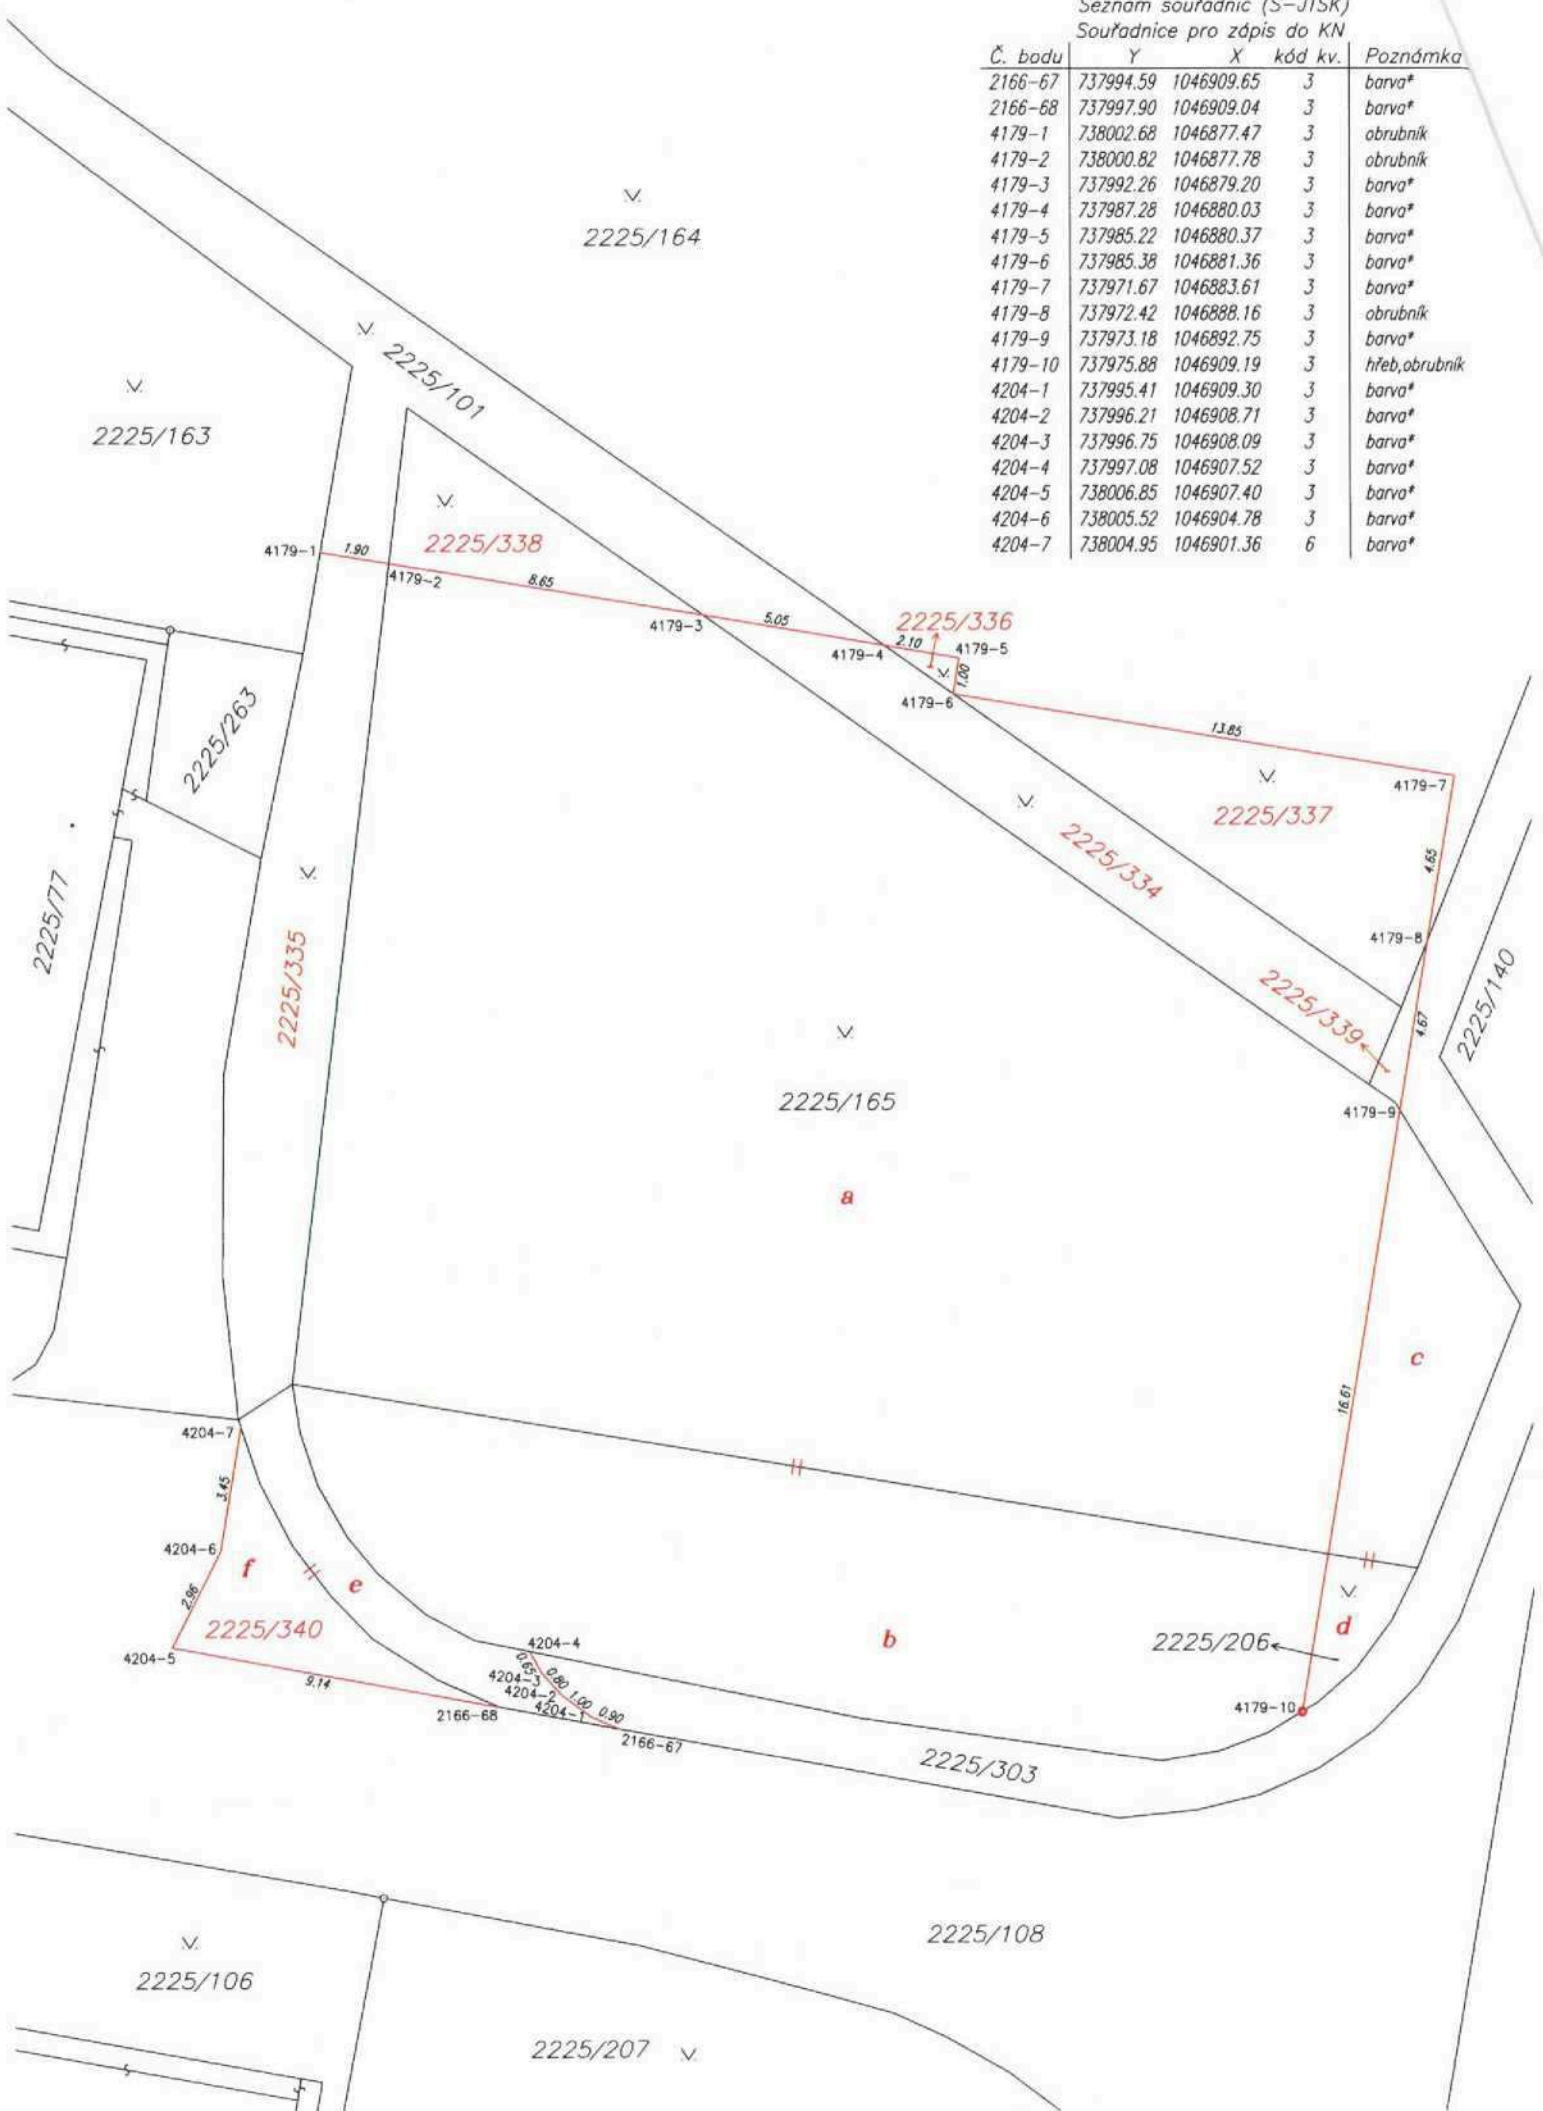 Seznam souřadnic (S-JTSK)
Souřadnice pro zápis do KN
Č. bodu Y X kód kv. Poznámka
2166-67 737994.59 1046909.65 3 barva*
2166-68 737997.90 1046909.04 3 barva*
4179-1 738002.68 1046877.47 3 obrubník
4179-2 738000.82 1046877.78 3 obrubník
4179-3 737992.26 1046879.20 3 barva*
4179-4 737987.28 1046880.03 3 barva*
4179-5 737985.22 1046880.37 3 barva*
4179-6 737985.38 1046881.36 3 barva*
4179-7 737971.67 1046883.61 3 barva*
4179-8 737972.42 1046888.16 3 obrubník
4179-9 737973.18 1046892.75 3 barva*
4179-10 737975.88 1046909.19 3 hřeb,obrubník
4204-1 737995.41 1046909.30 3 barva*
4204-2 737996.21 1046908.71 3 barva*
4204-3 737996.75 1046908.09 3 barva*
4204-4 737997.08 1046907.52 3 barva*
4204-5 738006.85 1046907.40 3 barva*
4204-6 738005.52 1046904.78 3 barva*
4204-7 738004.95 1046901.36 6 barva*
2225/164
2225/101
2225/163
2225/338
4179-1
1.90
4179-2
8.65
4179-3
5.05
2225/336
4179-4
2.10
4179-5
1.00
4179-6
13.85
4179-7
2225/337
2225/263
2225/334
4.65
2225/77
4179-8
2225/335
2225/339
4.67
2225/140
2225/165
4179-9
a
c
16.61
4204-7
3.45
4204-6
f
e
2.96
2225/340
4204-5
9.14
2166-68
4204-4
0.65
4204-3
0.80
4204-2
1.00
4204-1
0.90
2166-67
b
d
2225/206
4179-10
2225/303
2225/108
2225/106
2225/207